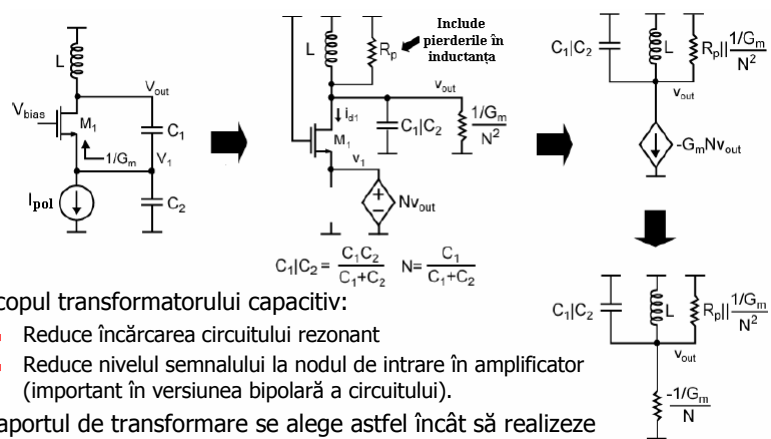 L
V_out
V_bias
M_1
C_1
1/G_m
V_1
I_pol
C_2
Include
pierderile în
inductanța
L
R_p
v_out
i_d1
M_1
C_1|C_2
1/G_m
N^2
v_1
Nv_out
C_1|C_2 = C_1C_2 / C_1+C_2 N= C_1 / C_1+C_2
C_1|C_2
L
R_p|| 1/G_m / N^2
v_out
-G_mNv_out
C_1|C_2
L
R_p|| 1/G_m / N^2
v_out
-1/G_m
N
copul transformatorului capacitiv:
Reduce încărcarea circuitului rezonant
Reduce nivelul semnalului la nodul de intrare în amplificator
(important în versiunea bipolară a circuitului).
aportul de transformare se alege astfel încât să realizeze